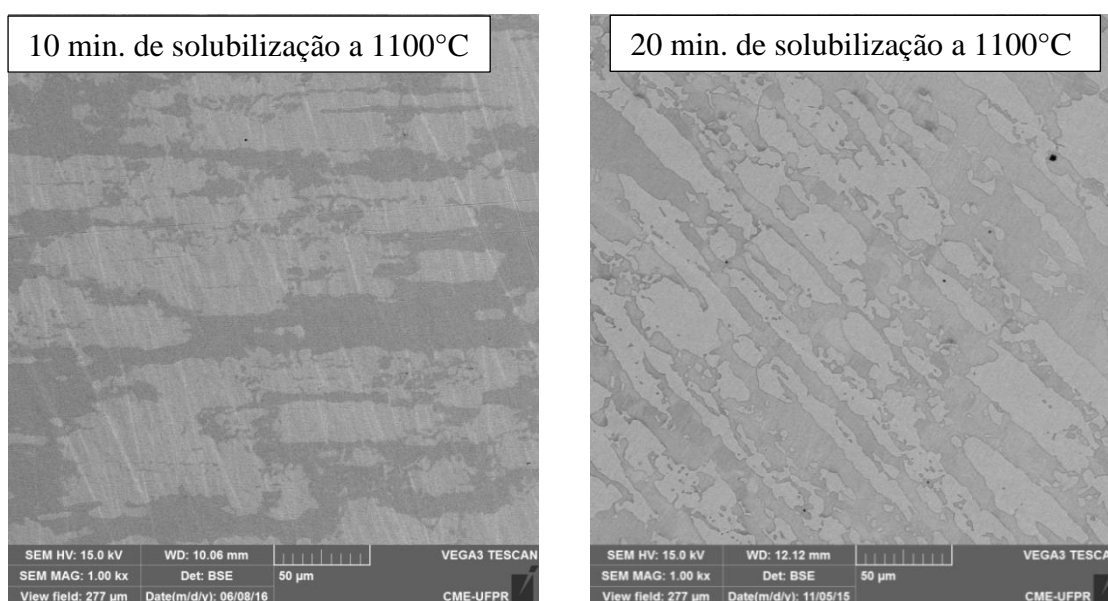 10 min. de solubilização a 1100°C
20 min. de solubilização a 1100°C
SEM HV: 15.0 kV WD: 10.06 mm VEGA3 TESCAN
SEM MAG: 1.00 kx Det: BSE 50 µm
View field: 277 µm Date(m/d/y): 06/08/16 CME-UFPR
SEM HV: 15.0 kV WD: 12.12 mm VEGA3 TESCA
SEM MAG: 1.00 kx Det: BSE 50 µm
View field: 277 µm Date(m/d/y): 11/05/15 CME-UFPR